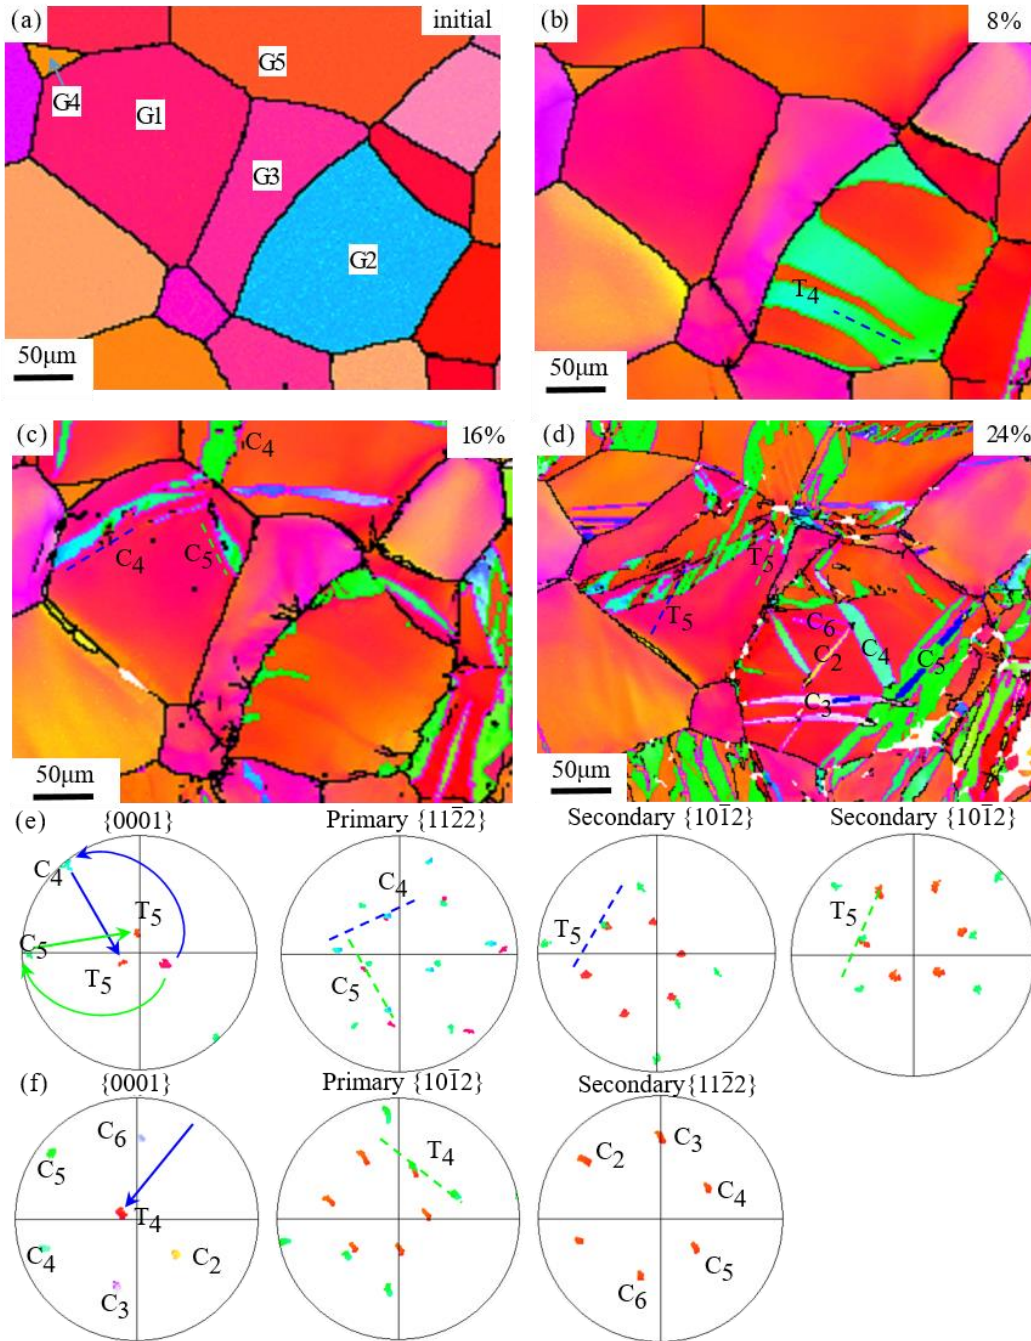 (a) initial
G5
G4 G1
G3
G2
50μm
(b) 8%
T4
50μm
(c) 16%
C4
C4 C5
50μm
(d) 24%
T5
T5
C6
C2 C4 C5
C3
50μm
(e) {0001} Primary {11\bar{2}2} Secondary {10\bar{1}2} Secondary {10\bar{1}2}
C4 C4
T5 T5 T5
C5 C5
T5
(f) {0001} Primary {10\bar{1}2} Secondary {11\bar{2}2}
C6 C3
C5 T4 C2
T4 C4
C4 C2 C5
C3 C6